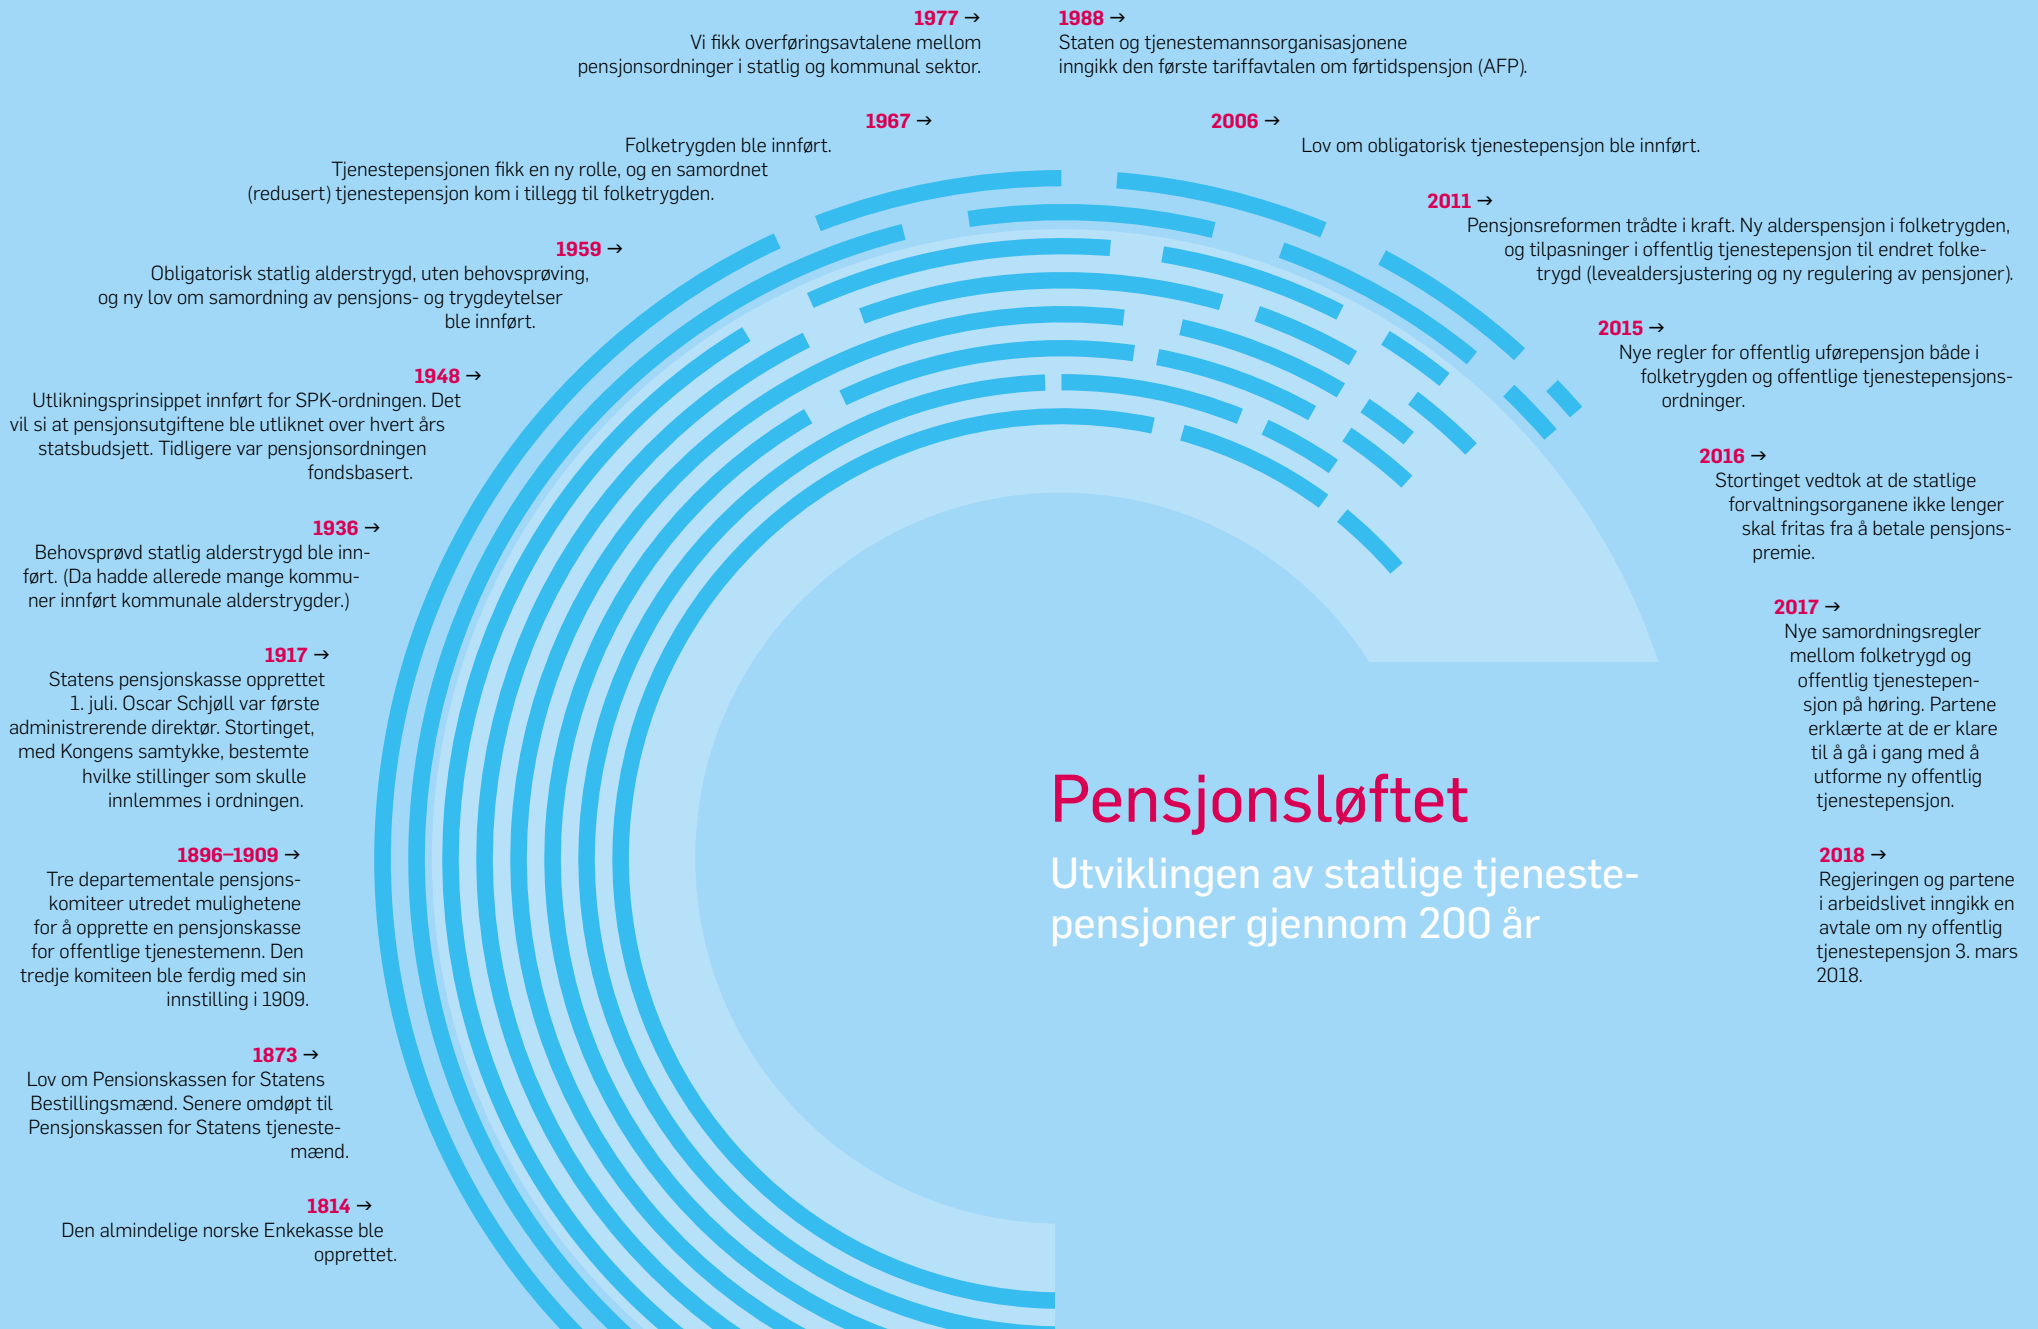 1977 →
Vi fikk overføringsavtalene mellom
pensjonsordninger i statlig og kommunal sektor.
1988 →
Staten og tjenestemannsorganisasjonene
inngikk den første tariffavtalen om førtidspensjon (AFP).
1967 →
Folketrygden ble innført.
Tjenestepensjonen fikk en ny rolle, og en samordnet
(redusert) tjenestepensjon kom i tillegg til folketrygden.
2006 →
Lov om obligatorisk tjenestepensjon ble innført.
2011 →
Pensjonsreformen trådte i kraft. Ny alderspensjon i folketrygden,
og tilpasninger i offentlig tjenestepensjon til endret folke-
trygd (levealdersjustering og ny regulering av pensjoner).
1959 →
Obligatorisk statlig alderstrygd, uten behovsprøving,
og ny lov om samordning av pensjons- og trygdeytelser
ble innført.
2015 →
Nye regler for offentlig uførepensjon både i
folketrygden og offentlige tjenestepensjons-
ordninger.
1948 →
Utlikningsprinsippet innført for SPK-ordningen. Det
vil si at pensjonsutgiftene ble utliknet over hvert års
statsbudsjett. Tidligere var pensjonsordningen
fondsbasert.
2016 →
Stortinget vedtok at de statlige
forvaltningsorganene ikke lenger
skal fritas fra å betale pensjons-
premie.
1936 →
Behovsprøvd statlig alderstrygd ble inn-
ført. (Da hadde allerede mange kommu-
ner innført kommunale alderstrygder.)
2017 →
Nye samordningsregler
mellom folketrygd og
offentlig tjenestepen-
sjon på høring. Partene
erklærte at de er klare
til å gå i gang med å
utforme ny offentlig
tjenestepensjon.
1917 →
Statens pensjonskasse opprettet
1. juli. Oscar Schjøll var første
administrerende direktør. Stortinget,
med Kongens samtykke, bestemte
hvilke stillinger som skulle
innlemmes i ordningen.
Pensjonsløftet
Utviklingen av statlige tjeneste-
pensjoner gjennom 200 år
1896–1909 →
Tre departementale pensjons-
komiteer utredet mulighetene
for å opprette en pensjonskasse
for offentlige tjenestemenn. Den
tredje komiteen ble ferdig med sin
innstilling i 1909.
2018 →
Regjeringen og partene
i arbeidslivet inngikk en
avtale om ny offentlig
tjenestepensjon 3. mars
2018.
1873 →
Lov om Pensionskassen for Statens
Bestillingsmænd. Senere omdøpt til
Pensjonskassen for Statens tjeneste-
mænd.
1814 →
Den almindelige norske Enkekasse ble
opprettet.